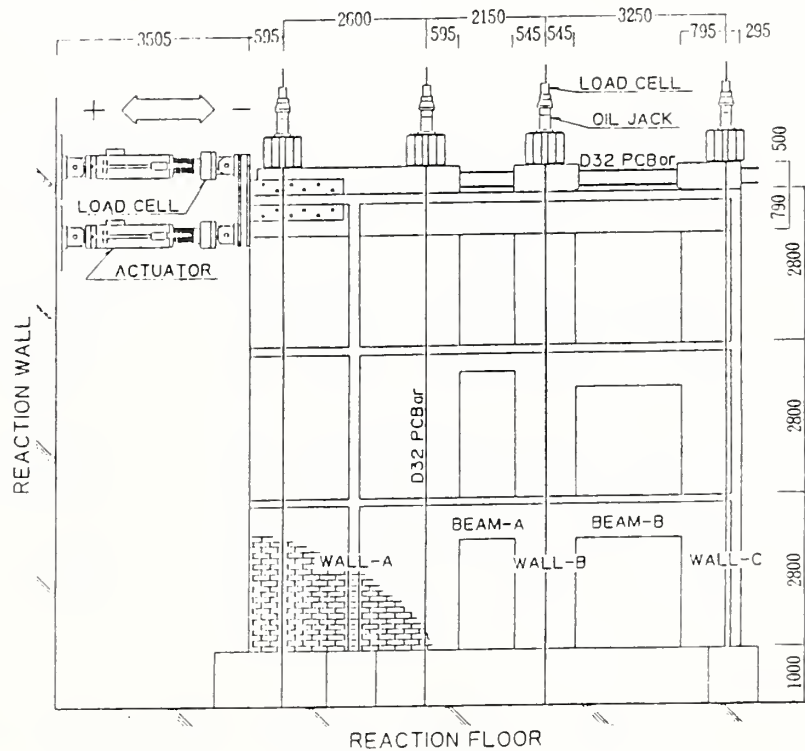 2600 2150 3250
3505 595 595 545 545 795 295
LOAD CELL
+ −
OIL JACK
D32 PCBar
500
LOAD CELL
790
2800
ACTUATOR
REACTION WALL
2800
D32 PCBar
BEAM-A BEAM-B
WALL-A WALL-B WALL-C
2800
1000
REACTION FLOOR